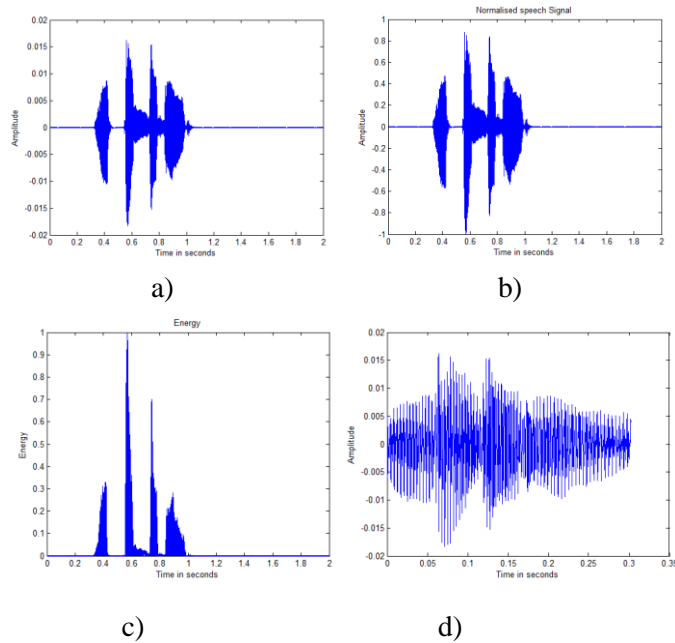 0.02
0.015
0.01
0.005
0
-0.005
-0.01
-0.015
-0.02
Amplitude
0 0.2 0.4 0.6 0.8 1 1.2 1.4 1.6 1.8 2
Time in seconds
a)
Normalised speech Signal
1
0.8
0.6
0.4
0.2
0
-0.2
-0.4
-0.6
-0.8
-1
Amplitude
0 0.2 0.4 0.6 0.8 1 1.2 1.4 1.6 1.8 2
Time in seconds
b)
Energy
1
0.9
0.8
0.7
0.6
0.5
0.4
0.3
0.2
0.1
0
Energy
0 0.2 0.4 0.6 0.8 1 1.2 1.4 1.6 1.8 2
Time in seconds
c)
0.02
0.015
0.01
0.005
0
-0.005
-0.01
-0.015
-0.02
Amplitude
0 0.05 0.1 0.15 0.2 0.25 0.3 0.35
Time in seconds
d)